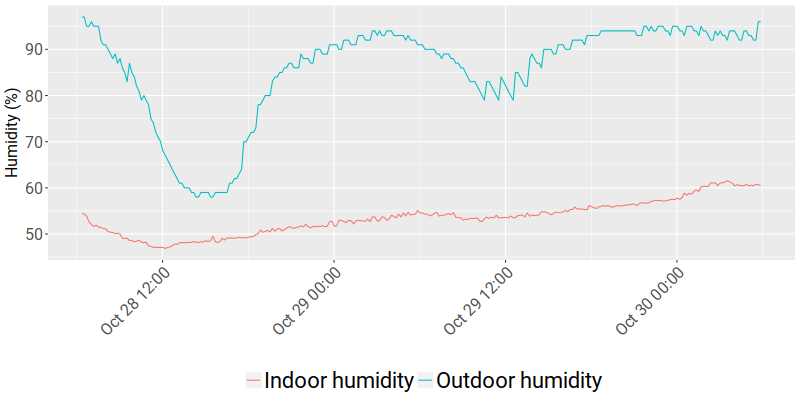 Humidity (%)
90
80
70
60
50
Oct 28 12:00
Oct 29 00:00
Oct 29 12:00
Oct 30 00:00
Indoor humidity Outdoor humidity